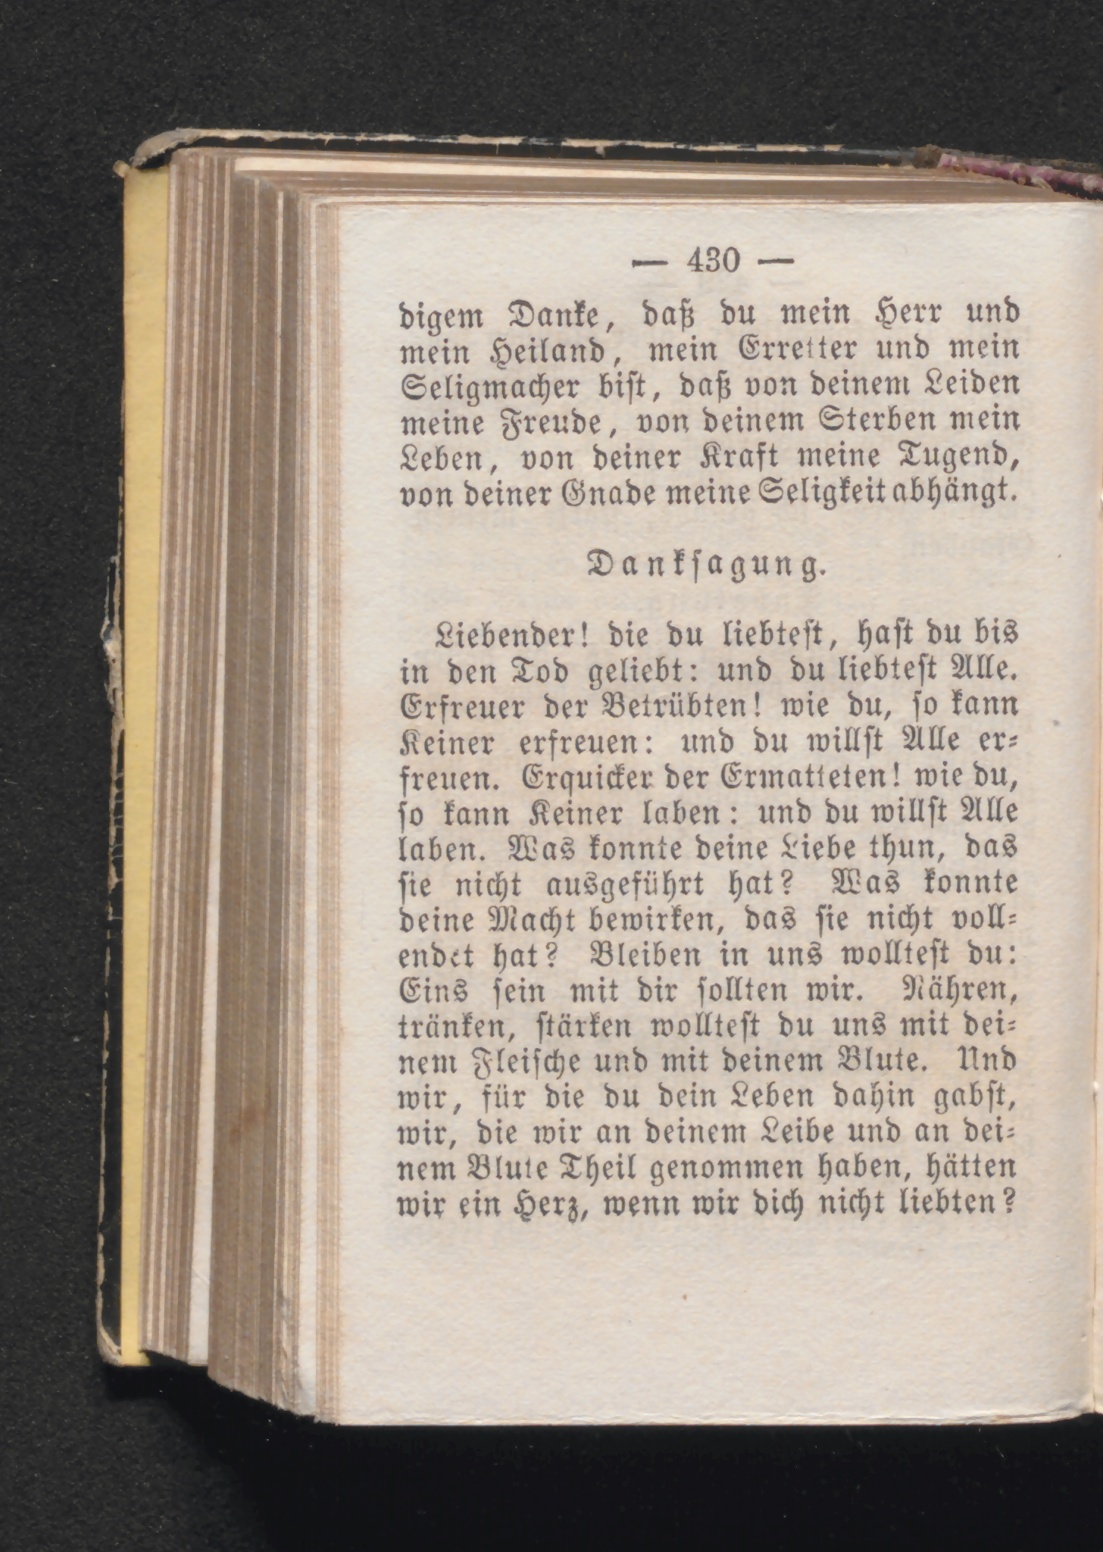 — 430 —
digem Danke, daß du mein Herr und
mein Heiland, mein Erretter und mein
Seligmacher bist, daß von deinem Leiden
meine Freude, von deinem Sterben mein
Leben, von deiner Kraft meine Tugend,
von deiner Gnade meine Seligkeit abhängt.
Danksagung.
Liebender! die du liebtest, hast du bis
in den Tod geliebt: und du liebtest Alle.
Erfreuer der Betrübten! wie du, so kann
Keiner erfreuen: und du willst Alle er-
freuen. Erquicker der Ermatteten! wie du,
so kann Keiner laben: und du willst Alle
laben. Was konnte deine Liebe thun, das
sie nicht ausgeführt hat? Was konnte
deine Macht bewirken, das sie nicht voll-
endet hat? Bleiben in uns wolltest du:
Eins sein mit dir sollten wir. Nähren,
tränken, stärken wolltest du uns mit dei-
nem Fleische und mit deinem Blute. Und
wir, für die du dein Leben dahin gabst,
wir, die wir an deinem Leibe und an dei-
nem Blute Theil genommen haben, hätten
wir ein Herz, wenn wir dich nicht liebten?